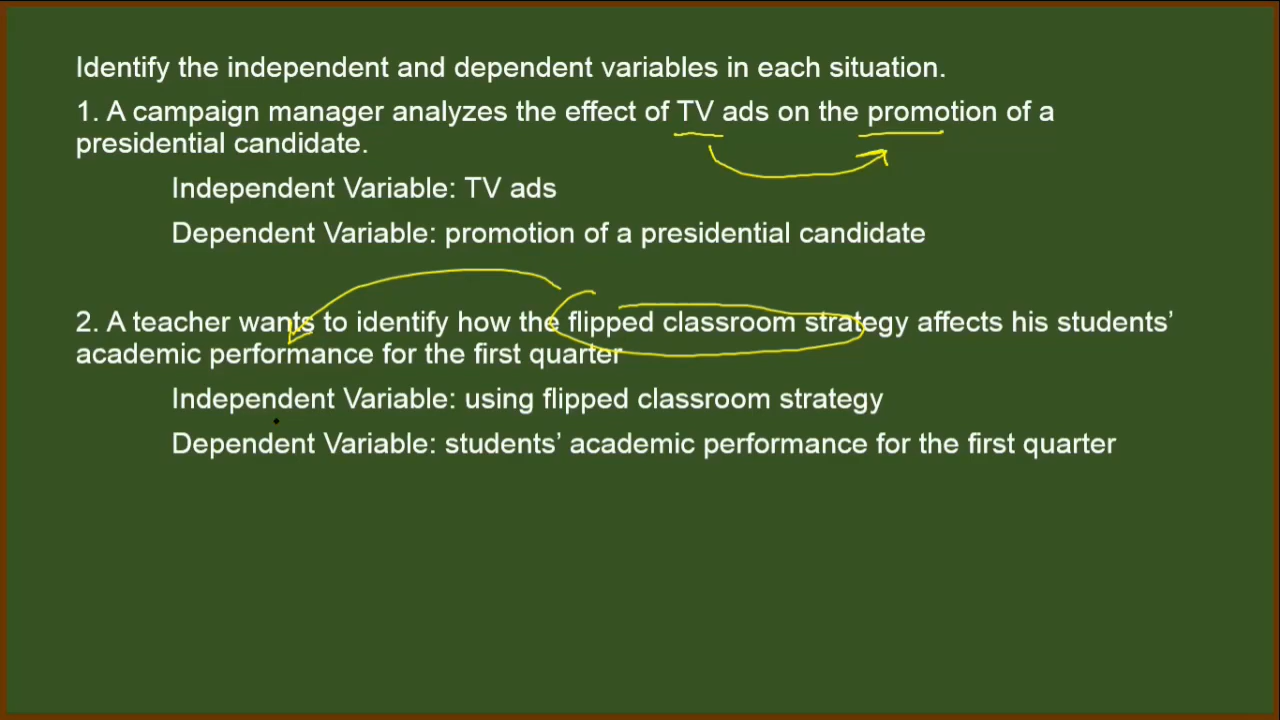 Identify the independent and dependent variables in each situation.
1. A campaign manager analyzes the effect of TV ads on the promotion of a
presidential candidate.
Independent Variable: TV ads
Dependent Variable: promotion of a presidential candidate
2. A teacher wants to identify how the flipped classroom strategy affects his students’
academic performance for the first quarter
Independent Variable: using flipped classroom strategy
Dependent Variable: students’ academic performance for the first quarter